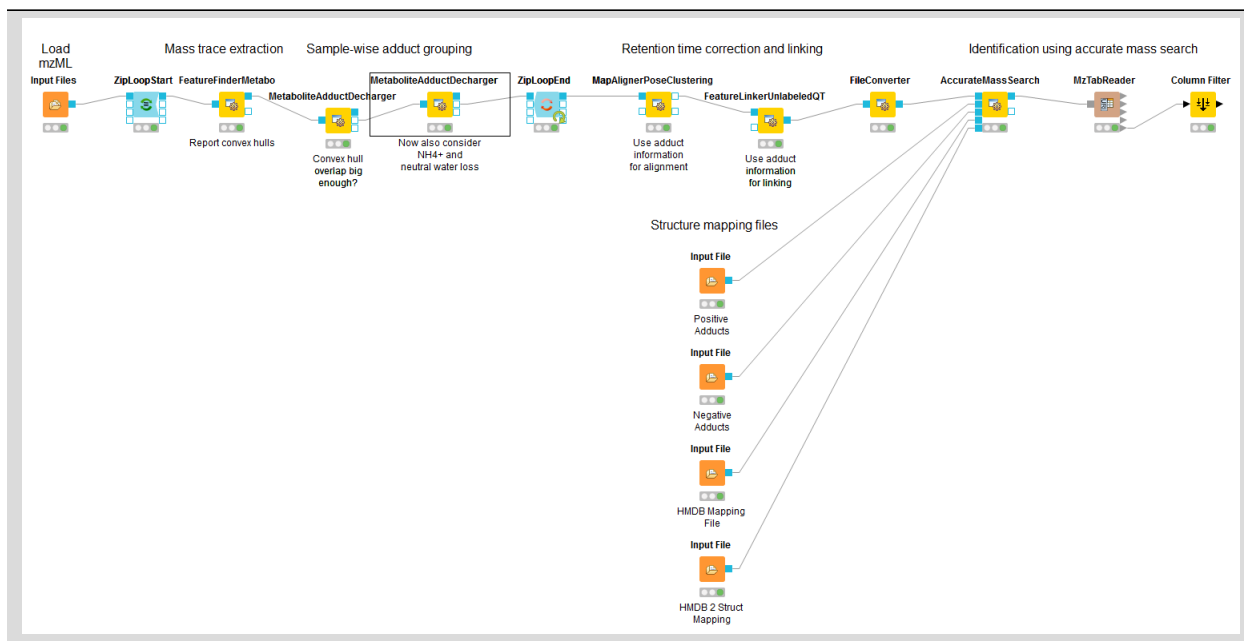 Load
mzML
Mass trace extraction
Sample-wise adduct grouping
Retention time correction and linking
Identification using accurate mass search
Input Files
ZipLoopStart
FeatureFinderMetabo
MetaboliteAdductDecharger
MetaboliteAdductDecharger
ZipLoopEnd
MapAlignerPoseClustering
FeatureLinkerUnlabeledQT
FileConverter
AccurateMassSearch
MzTabReader
Column Filter
Report convex hulls
Convex hull
overlap big
enough?
Now also consider
NH4+ and
neutral water loss
Use adduct
information
for alignment
Use adduct
information
for linking
Structure mapping files
Input File
Positive
Adducts
Input File
Negative
Adducts
Input File
HMDB Mapping
File
Input File
HMDB 2 Struct
Mapping